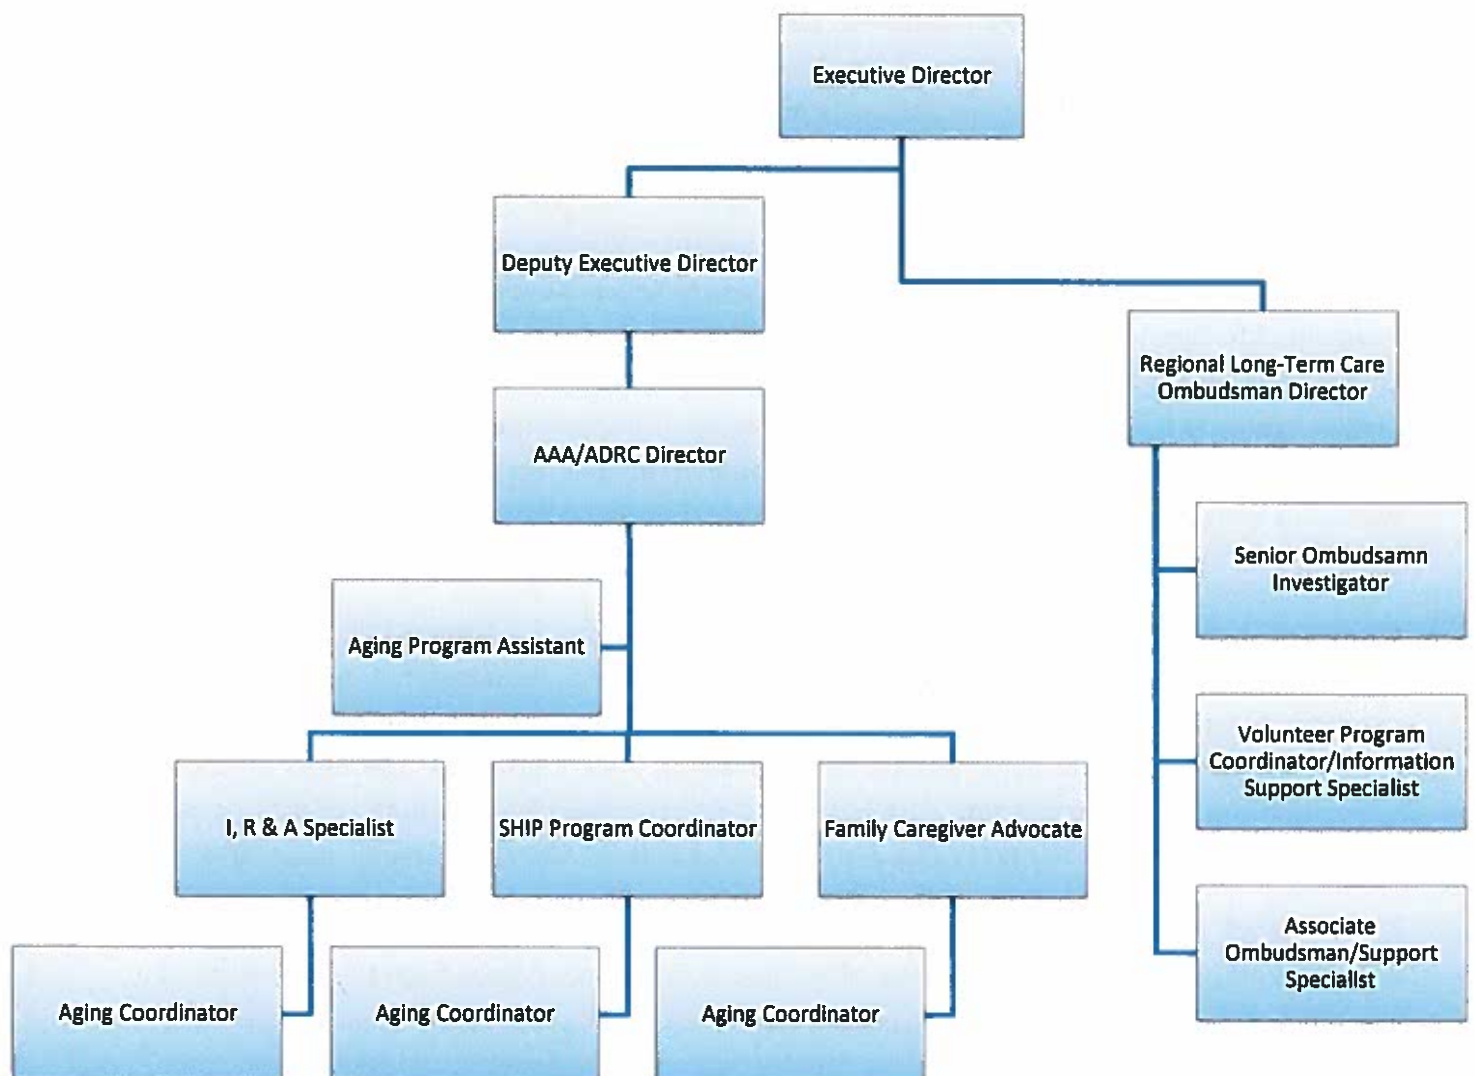 Executive Director
Deputy Executive Director
Regional Long-Term Care
Ombudsman Director
AAA/ADRC Director
Senior Ombudsamn
Investigator
Aging Program Assistant
Volunteer Program
Coordinator/Information
Support Specialist
I, R & A Specialist
SHIP Program Coordinator
Family Caregiver Advocate
Associate
Ombudsman/Support
Specialist
Aging Coordinator
Aging Coordinator
Aging Coordinator